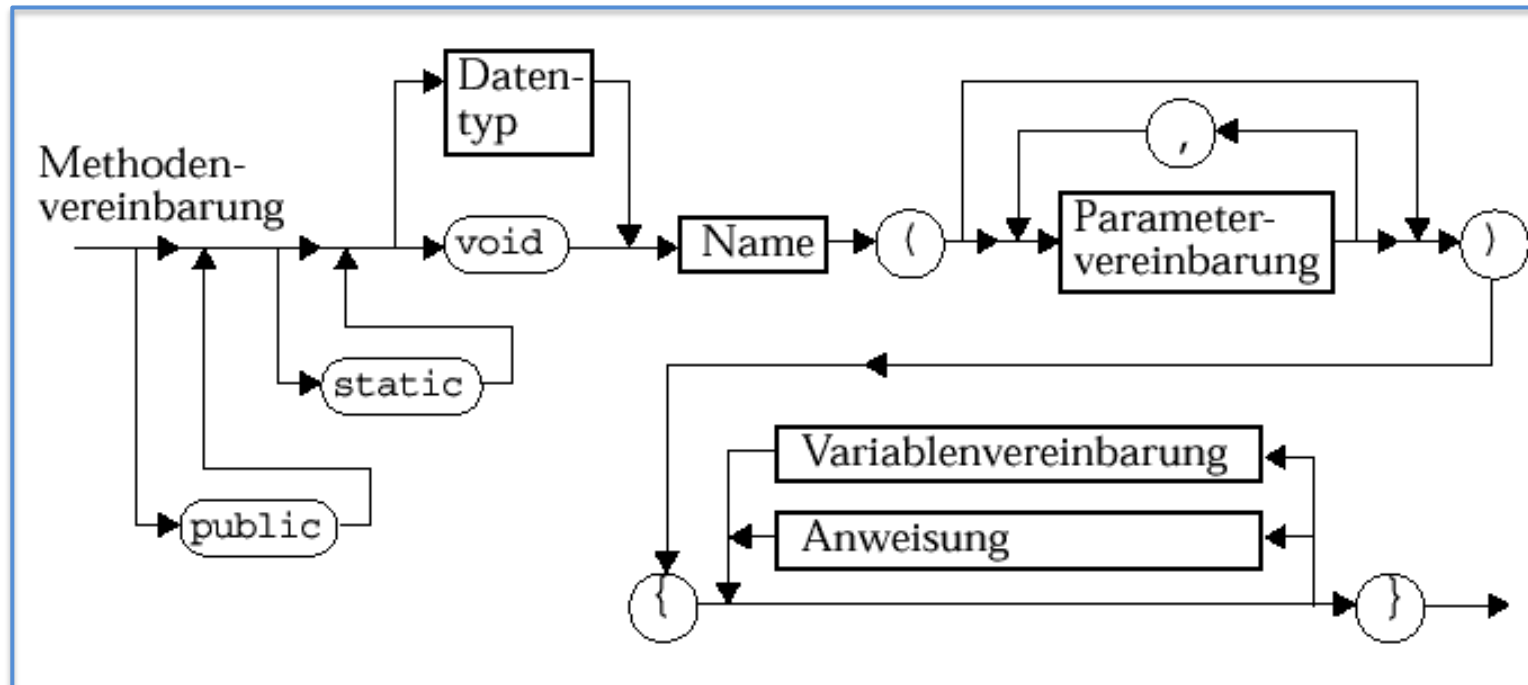 Daten-
typ
Methoden-
vereinbarung
void
Name
(
,
Parameter-
vereinbarung
)
static
public
Variablenvereinbarung
Anweisung
{
}